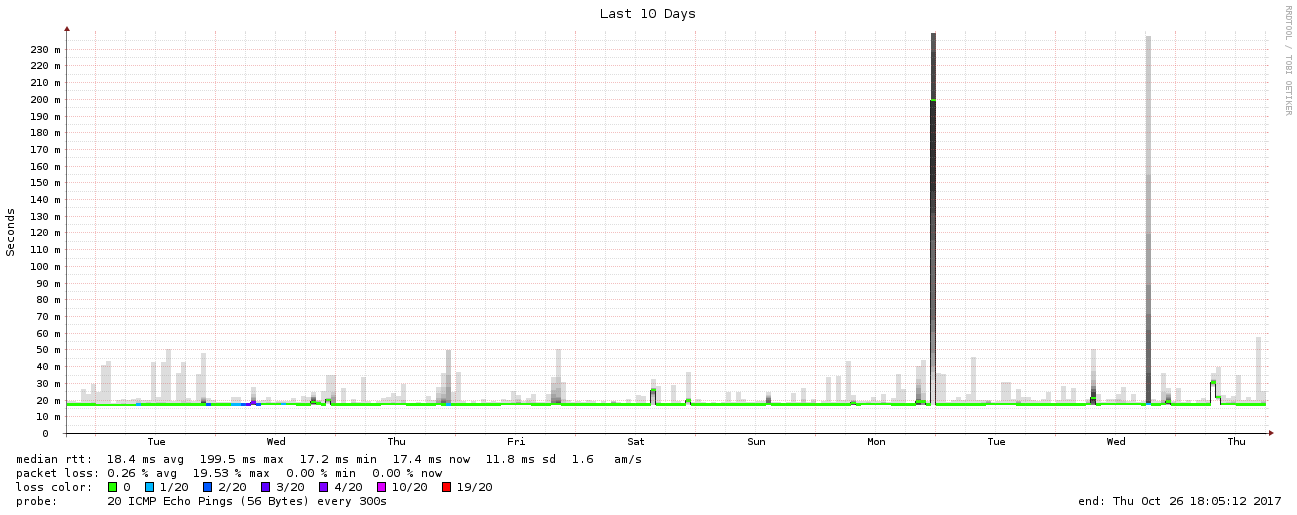 Last 10 Days
RRDTOOL / TOBI OETIKER
Seconds
230 m
220 m
210 m
200 m
190 m
180 m
170 m
160 m
150 m
140 m
130 m
120 m
110 m
100 m
90 m
80 m
70 m
60 m
50 m
40 m
30 m
20 m
10 m
0
Tue Wed Thu Fri Sat Sun Mon Tue Wed Thu
median rtt: 18.4 ms avg 199.5 ms max 17.2 ms min 17.4 ms now 11.8 ms sd 1.6 am/s
packet loss: 0.26 % avg 19.53 % max 0.00 % min 0.00 % now
loss color: 0 1/20 2/20 3/20 4/20 10/20 19/20
probe: 20 ICMP Echo Pings (56 Bytes) every 300s end: Thu Oct 26 18:05:12 2017